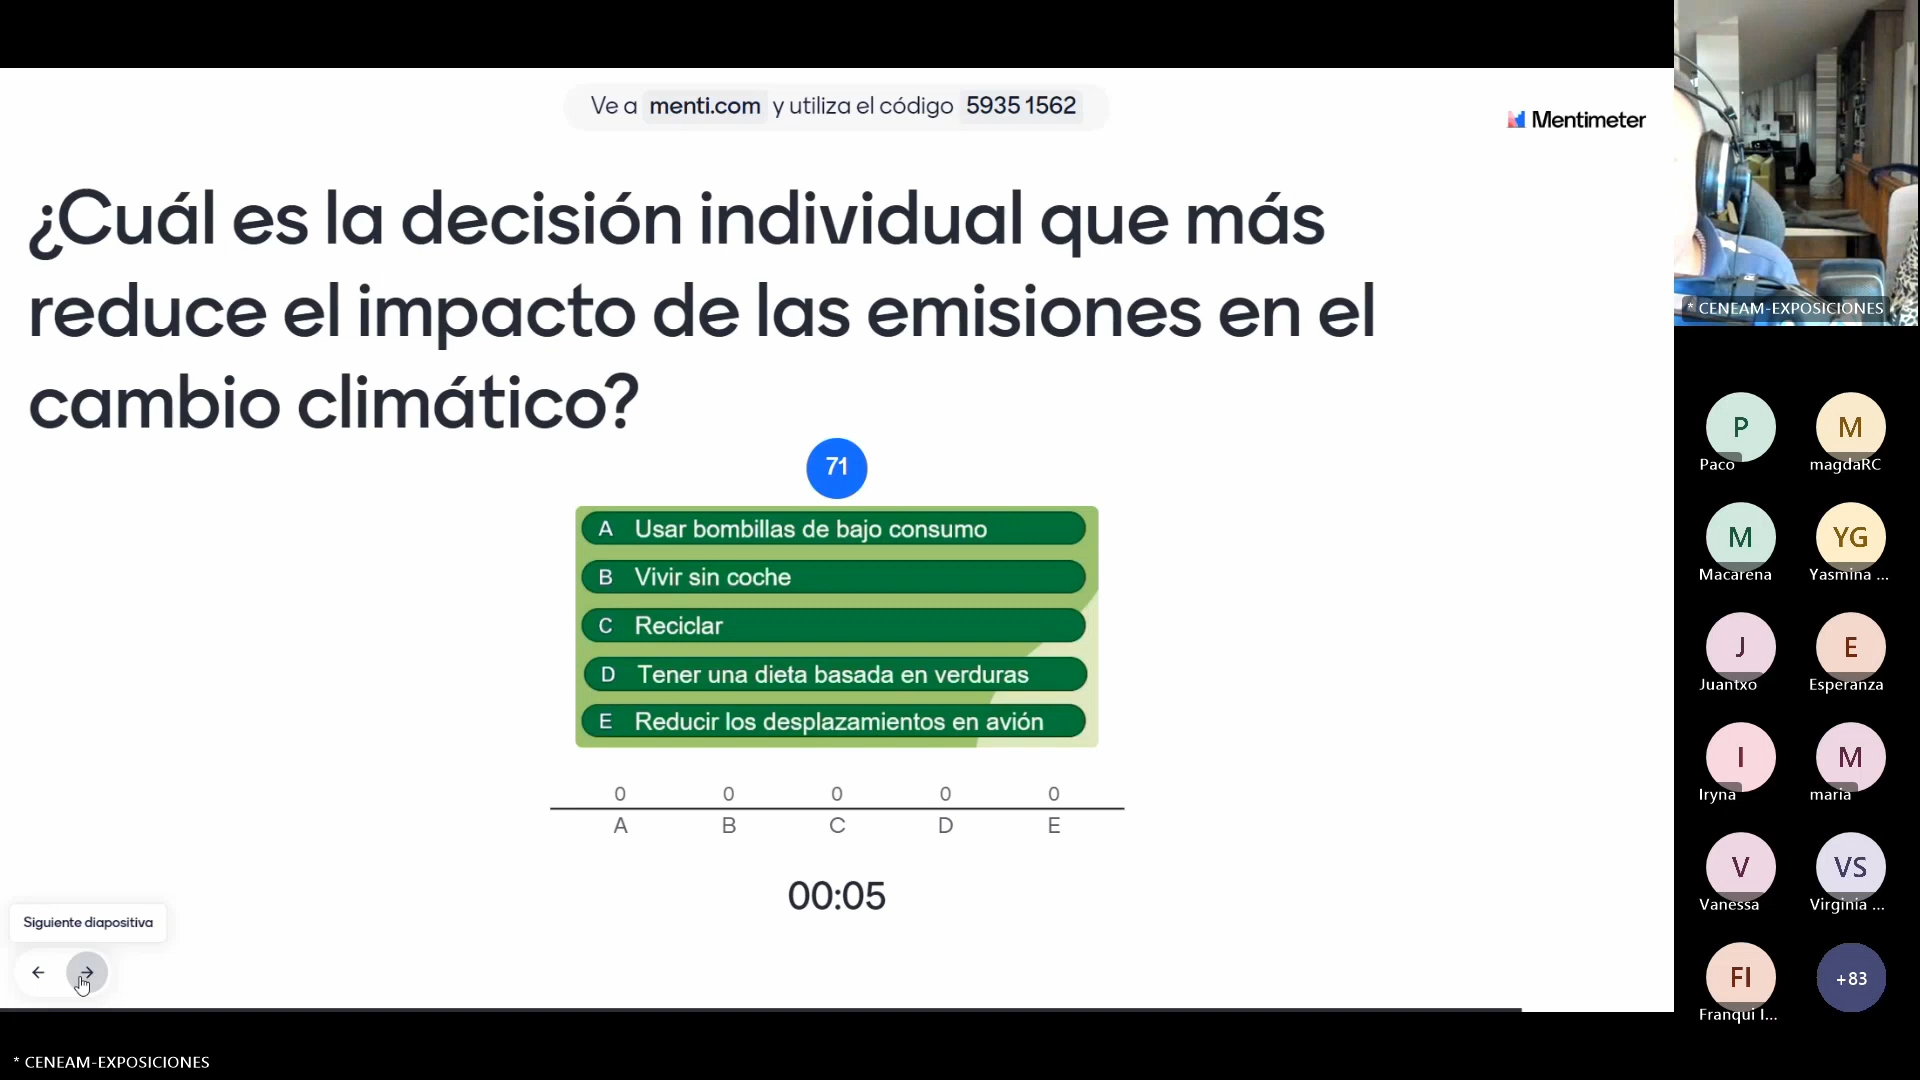 Ve a menti.com y utiliza el código 5935 1562
Mentimeter
¿Cuál es la decisión individual que más
reduce el impacto de las emisiones en el
cambio climático?
71
A Usar bombillas de bajo consumo
B Vivir sin coche
C Reciclar
D Tener una dieta basada en verduras
E Reducir los desplazamientos en avión
0 0 0 0 0
A B C D E
00:05
Siguiente diapositiva
* CENEAM-EXPOSICIONES
P M
Paco magdaRC
M YG
Macarena Yasmina ...
J E
Juantxo Esperanza
I M
Iryna maria
V VS
Vanessa Virginia ...
FI +83
Franqui I...
* CENEAM-EXPOSICIONES